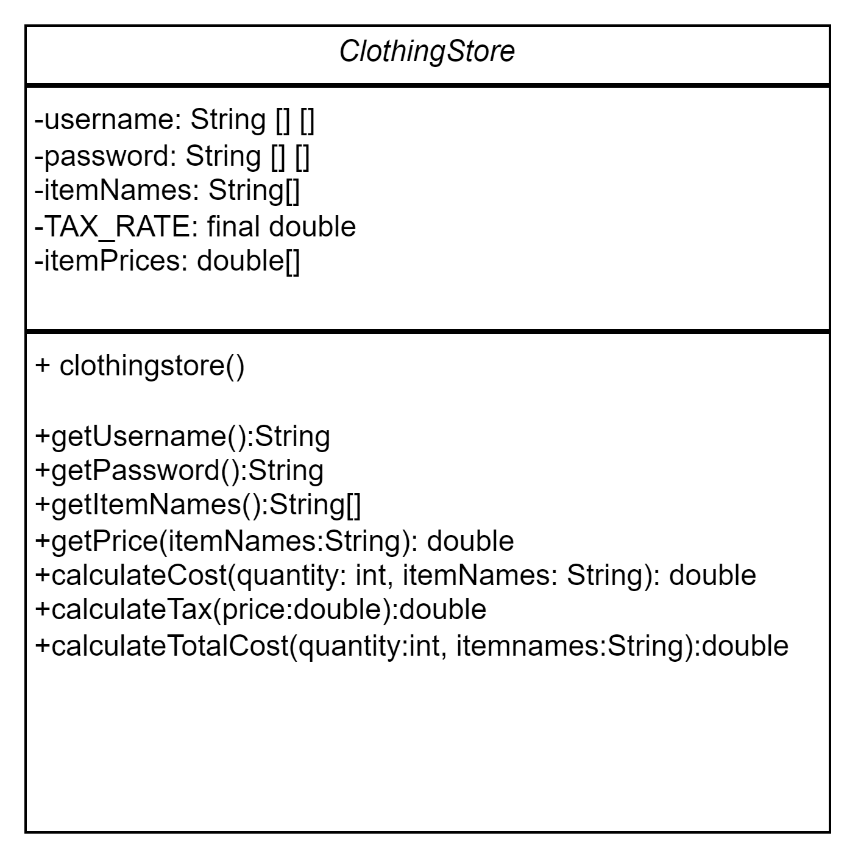 ClothingStore
-username: String [] []
-password: String [] []
-itemNames: String[]
-TAX_RATE: final double
-itemPrices: double[]
+ clothingstore()
+getUsername():String
+getPassword():String
+getItemNames():String[]
+getPrice(itemNames:String): double
+calculateCost(quantity: int, itemNames: String): double
+calculateTax(price:double):double
+calculateTotalCost(quantity:int, itemnames:String):double